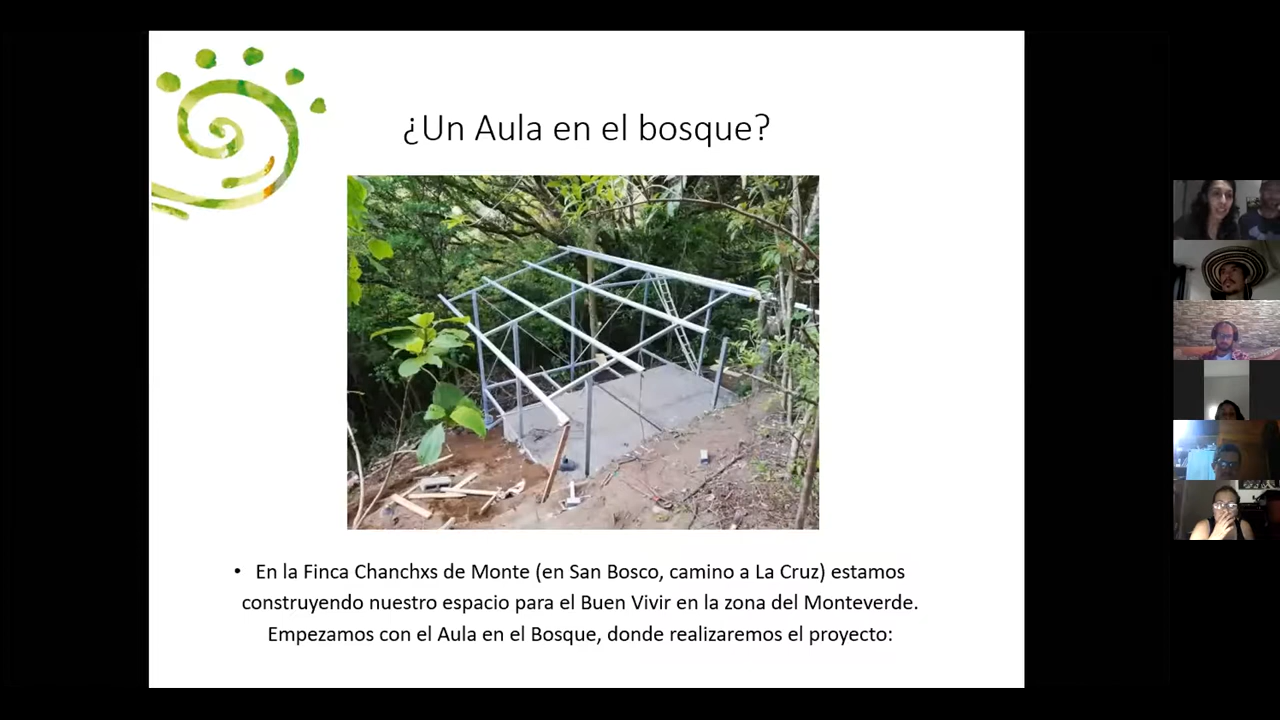 ¿Un Aula en el bosque?
• En la Finca Chanchxs de Monte (en San Bosco, camino a La Cruz) estamos
construyendo nuestro espacio para el Buen Vivir en la zona del Monteverde.
Empezamos con el Aula en el Bosque, donde realizaremos el proyecto: